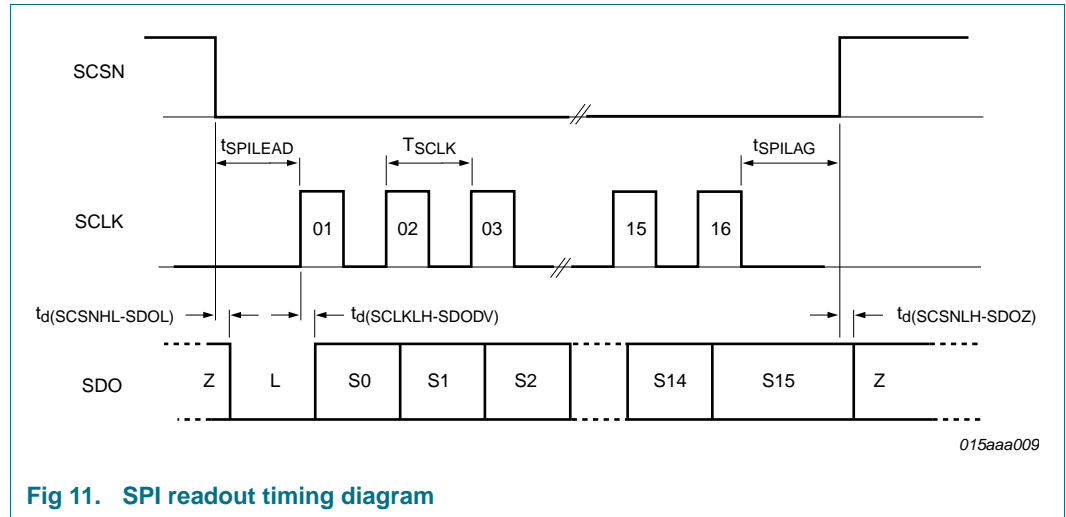 SCSN
tSPILEAD
TSCLK
tSPILAG
SCLK
01
02
03
15
16
td(SCSNHL-SDOL)
td(SCLKLH-SDODV)
td(SCSNLH-SDOZ)
SDO
Z
L
S0
S1
S2
S14
S15
Z
015aaa009
Fig 11. SPI readout timing diagram